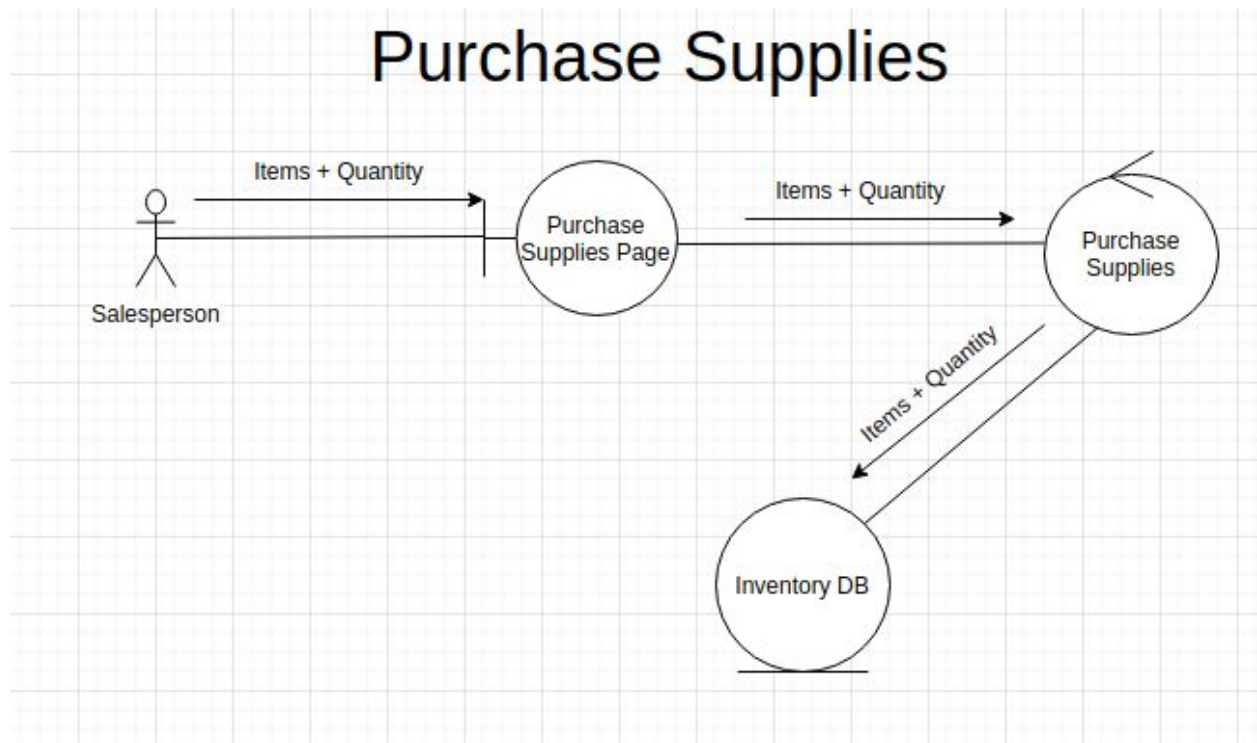 Purchase Supplies
Items + Quantity
Items + Quantity
Purchase
Supplies Page
Purchase
Supplies
Salesperson
Items + Quantity
Inventory DB